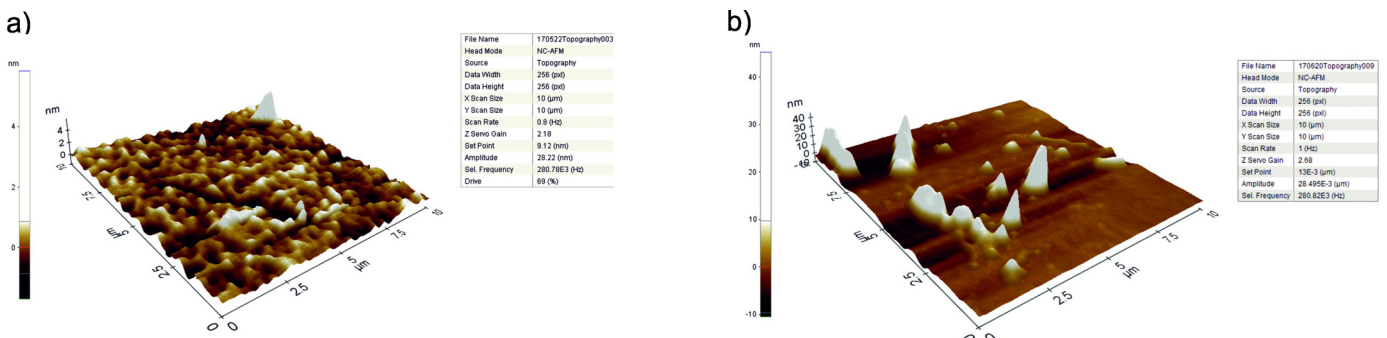 a)
nm
4
2
0
nm
4
2
0
10
7.5
5
μm
2.5
0
0
2.5
5
μm
7.5
10
File Name 170522Topography003
Head Mode NC-AFM
Source Topography
Data Width 256 (pxl)
Data Height 256 (pxl)
X Scan Size 10 (μm)
Y Scan Size 10 (μm)
Scan Rate 0.8 (Hz)
Z Servo Gain 2.18
Set Point 9.12 (nm)
Amplitude 28.22 (nm)
Sel. Frequency 280.78E3 (Hz)
Drive 69 (%)
b)
nm
40
30
20
10
0
-10
nm
40
30
20
10
0
-10
7.5
5
μm
2.5
0
2.5
5
μm
7.5
10
File Name 170620Topography009
Head Mode NC-AFM
Source Topography
Data Width 256 (pxl)
Data Height 256 (pxl)
X Scan Size 10 (μm)
Y Scan Size 10 (μm)
Scan Rate 1 (Hz)
Z Servo Gain 2.68
Set Point 13E-3 (μm)
Amplitude 28.495E-3 (μm)
Sel. Frequency 280.82E3 (Hz)